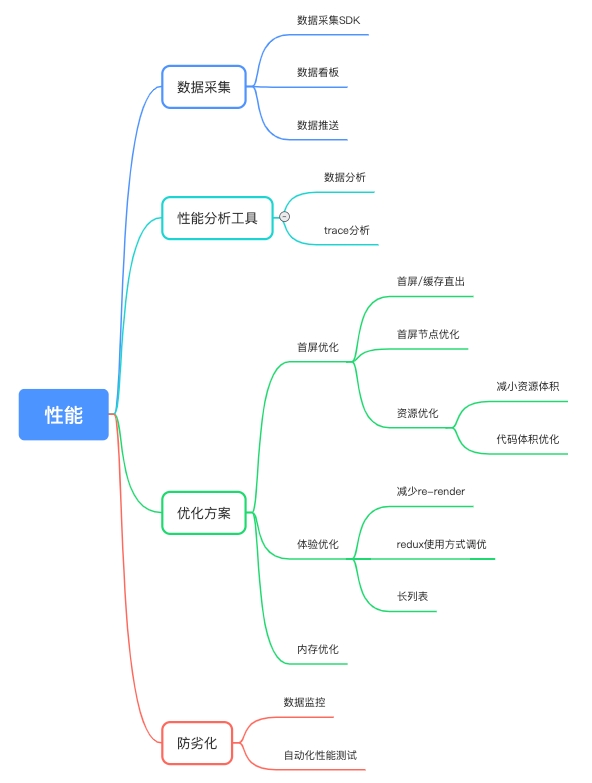 数据采集SDK
数据看板
数据采集
数据推送
数据分析
性能分析工具
trace分析
首屏/缓存直出
首屏节点优化
首屏优化
减小资源体积
资源优化
代码体积优化
性能
减少re-render
优化方案
体验优化
redux使用方式调优
长列表
内存优化
数据监控
防劣化
自动化性能测试